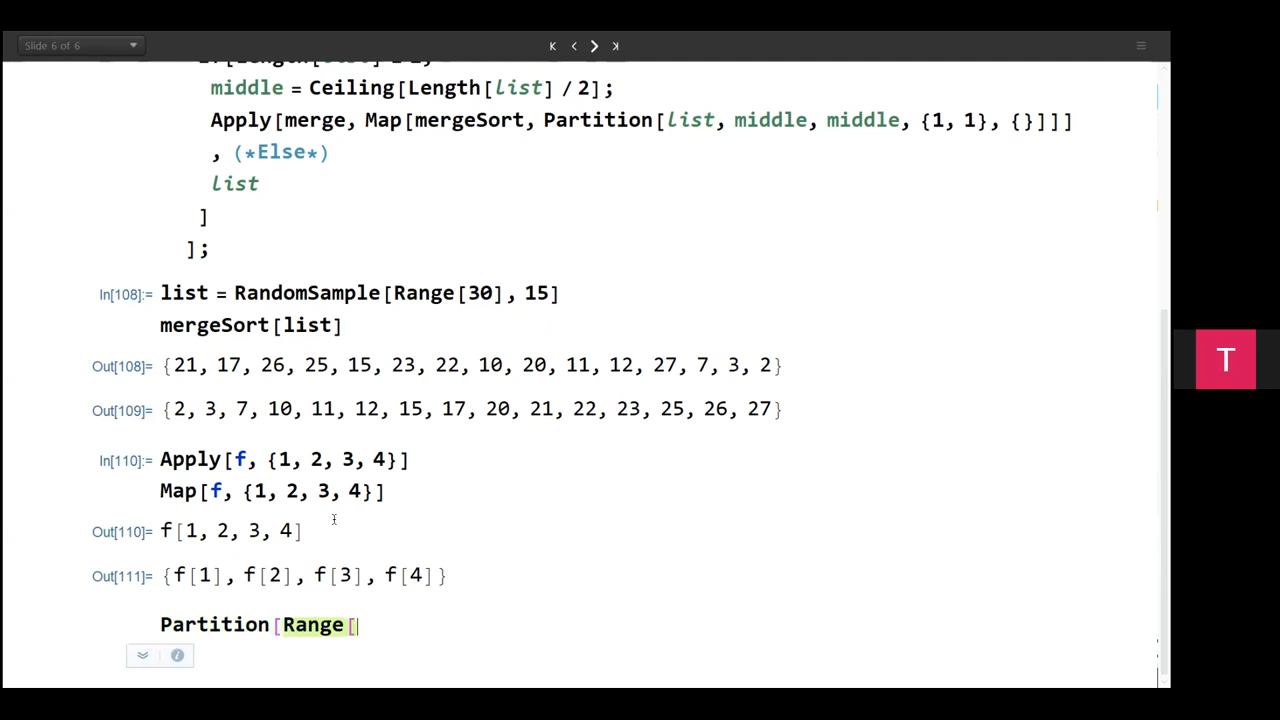 Slide 6 of 6
middle = Ceiling[Length[list] / 2];
Apply[merge, Map[mergeSort, Partition[list, middle, middle, {1, 1}, {}]]]
, (*Else*)
list
]
];
In[108]:= list = RandomSample[Range[30], 15]
mergeSort[list]
Out[108]= {21, 17, 26, 25, 15, 23, 22, 10, 20, 11, 12, 27, 7, 3, 2}
Out[109]= {2, 3, 7, 10, 11, 12, 15, 17, 20, 21, 22, 23, 25, 26, 27}
In[110]:= Apply[f, {1, 2, 3, 4}]
Map[f, {1, 2, 3, 4}]
Out[110]= f[1, 2, 3, 4]
Out[111]= {f[1], f[2], f[3], f[4]}
Partition[Range[
T